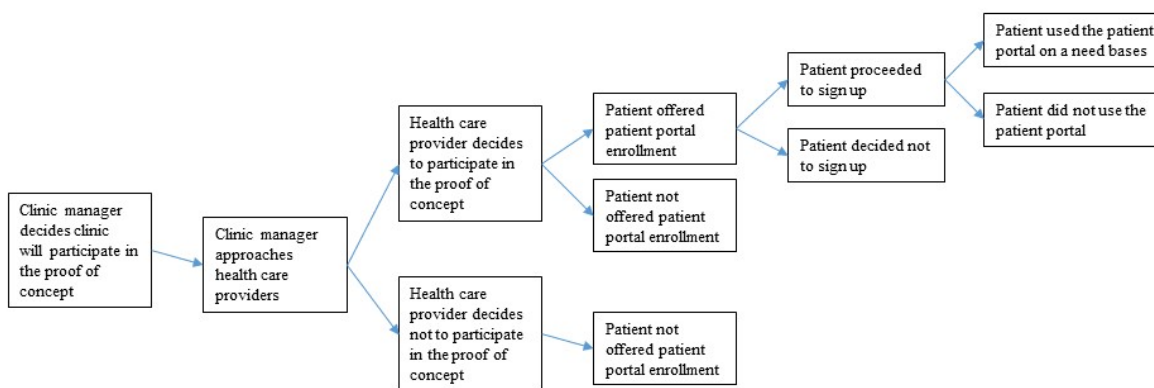 Clinic manager
decides clinic
will participate in
the proof of
concept
Clinic manager
approaches
health care
providers
Health care
provider decides
to participate in
the proof of
concept
Health care
provider decides
not to participate
in the proof of
concept
Patient offered
patient portal
enrollment
Patient not
offered patient
portal enrollment
Patient not
offered patient
portal enrollment
Patient proceeded
to sign up
Patient decided not
to sign up
Patient used the patient
portal on a need bases
Patient did not use the
patient portal